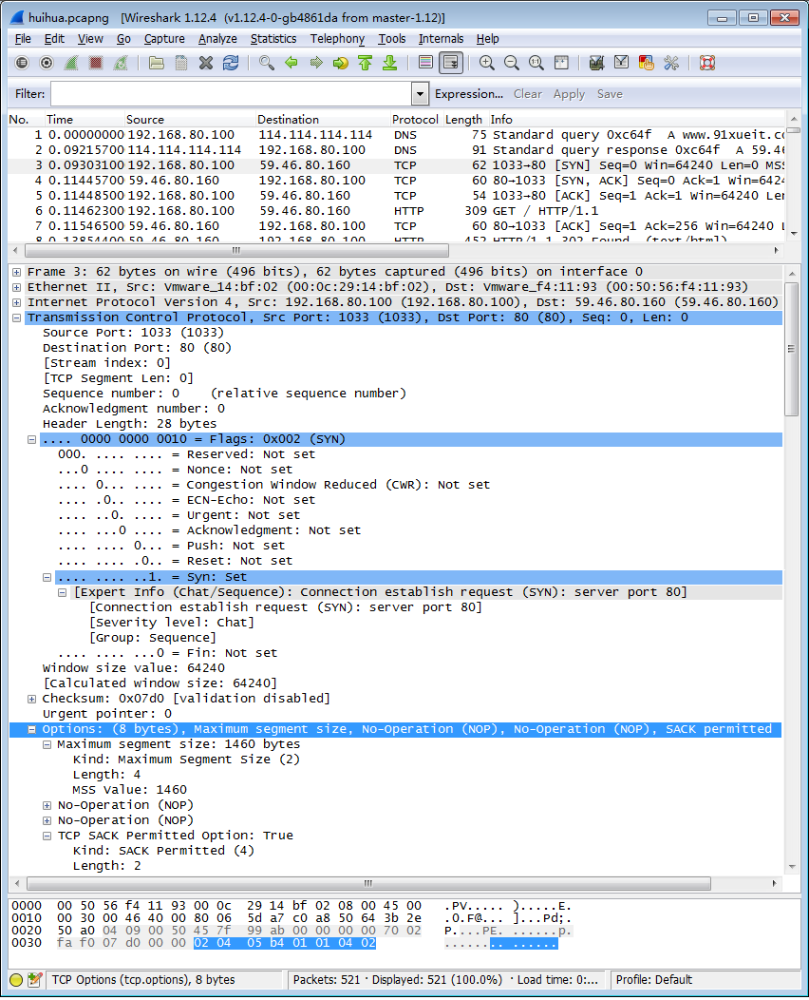 huihua.pcapng   [Wireshark 1.12.4  (v1.12.4-0-gb4861da from master-1.12)]
File Edit View Go Capture Analyze Statistics Telephony Tools Internals Help
Filter: Expression... Clear Apply Save
No. Time Source Destination Protocol Length Info
1 0.00000000 192.168.80.100 114.114.114.114 DNS 75 Standard query 0xc64f  A www.91xueit.co
2 0.09215700 114.114.114.114 192.168.80.100 DNS 91 Standard query response 0xc64f  A 59.46
3 0.09303100 192.168.80.100 59.46.80.160 TCP 62 1033→80 [SYN] Seq=0 Win=64240 Len=0 MSS
4 0.11445700 59.46.80.160 192.168.80.100 TCP 60 80→1033 [SYN, ACK] Seq=0 Ack=1 Win=642
5 0.11448500 192.168.80.100 59.46.80.160 TCP 54 1033→80 [ACK] Seq=1 Ack=1 Win=64240 L
6 0.11462300 192.168.80.100 59.46.80.160 HTTP 309 GET / HTTP/1.1
7 0.11546500 59.46.80.160 192.168.80.100 TCP 60 80→1033 [ACK] Seq=1 Ack=256 Win=64240 L
8 0.13854400 59.46.80.160 192.168.80.100 HTTP 452 HTTP/1.1 302 Found  (text/html)
Frame 3: 62 bytes on wire (496 bits), 62 bytes captured (496 bits) on interface 0
Ethernet II, Src: Vmware_14:bf:02 (00:0c:29:14:bf:02), Dst: Vmware_f4:11:93 (00:50:56:f4:11:93)
Internet Protocol Version 4, Src: 192.168.80.100 (192.168.80.100), Dst: 59.46.80.160 (59.46.80.160)
Transmission Control Protocol, Src Port: 1033 (1033), Dst Port: 80 (80), Seq: 0, Len: 0
Source Port: 1033 (1033)
Destination Port: 80 (80)
[Stream index: 0]
[TCP Segment Len: 0]
Sequence number: 0    (relative sequence number)
Acknowledgment number: 0
Header Length: 28 bytes
.... 0000 0000 0010 = Flags: 0x002 (SYN)
000. .... .... = Reserved: Not set
...0 .... .... = Nonce: Not set
.... 0... .... = Congestion Window Reduced (CWR): Not set
.... .0.. .... = ECN-Echo: Not set
.... ..0. .... = Urgent: Not set
.... ...0 .... = Acknowledgment: Not set
.... .... 0... = Push: Not set
.... .... .0.. = Reset: Not set
.... .... ..1. = Syn: Set
[Expert Info (Chat/Sequence): Connection establish request (SYN): server port 80]
[Connection establish request (SYN): server port 80]
[Severity level: Chat]
[Group: Sequence]
.... .... ...0 = Fin: Not set
Window size value: 64240
[Calculated window size: 64240]
Checksum: 0x07d0 [validation disabled]
Urgent pointer: 0
Options: (8 bytes), Maximum segment size, No-Operation (NOP), No-Operation (NOP), SACK permitted
Maximum segment size: 1460 bytes
Kind: Maximum Segment Size (2)
Length: 4
MSS Value: 1460
No-Operation (NOP)
No-Operation (NOP)
TCP SACK Permitted Option: True
Kind: SACK Permitted (4)
Length: 2
0000  00 50 56 f4 11 93 00 0c  29 14 bf 02 08 00 45 00   .PV..... ).....E.
0010  00 30 00 46 40 00 80 06  5d a7 c0 a8 50 64 3b 2e   .0.F@... ]...Pd;.
0020  50 a0 04 09 00 50 45 7f  99 ab 00 00 00 00 70 02   P....PE. ......p.
0030  fa f0 07 d0 00 00 02 04  05 b4 01 01 04 02   ........ ......
TCP Options (tcp.options), 8 bytes Packets: 521 · Displayed: 521 (100.0%)  · Load time: 0:... Profile: Default